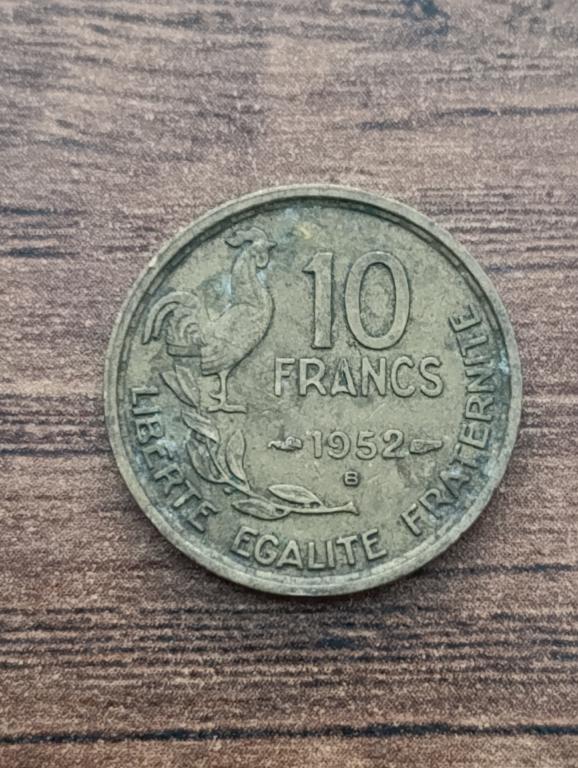 10
FRANCS
1952
B
LIBERTE EGALITE FRATERNITE